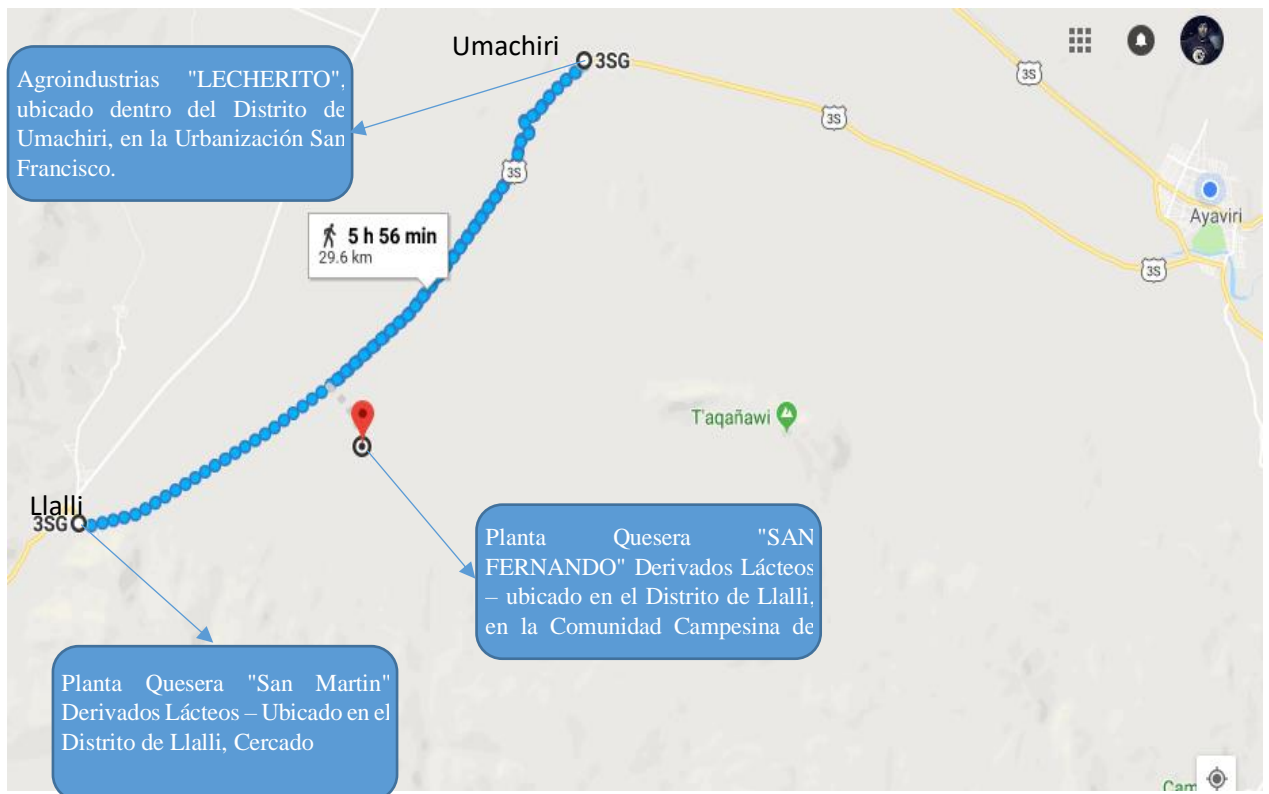 Umachiri
3SG
Agroindustrias "LECHERITO",
ubicado dentro del Distrito de
Umachiri, en la Urbanización San
Francisco.
3S
3S
3S
5 h 56 min
29.6 km
Ayaviri
3S
T'aqañawi
Llalli
3SG
Planta Quesera "SAN
FERNANDO" Derivados Lácteos
– ubicado en el Distrito de Llalli,
en la Comunidad Campesina de
Planta Quesera "San Martin"
Derivados Lácteos – Ubicado en el
Distrito de Llalli, Cercado